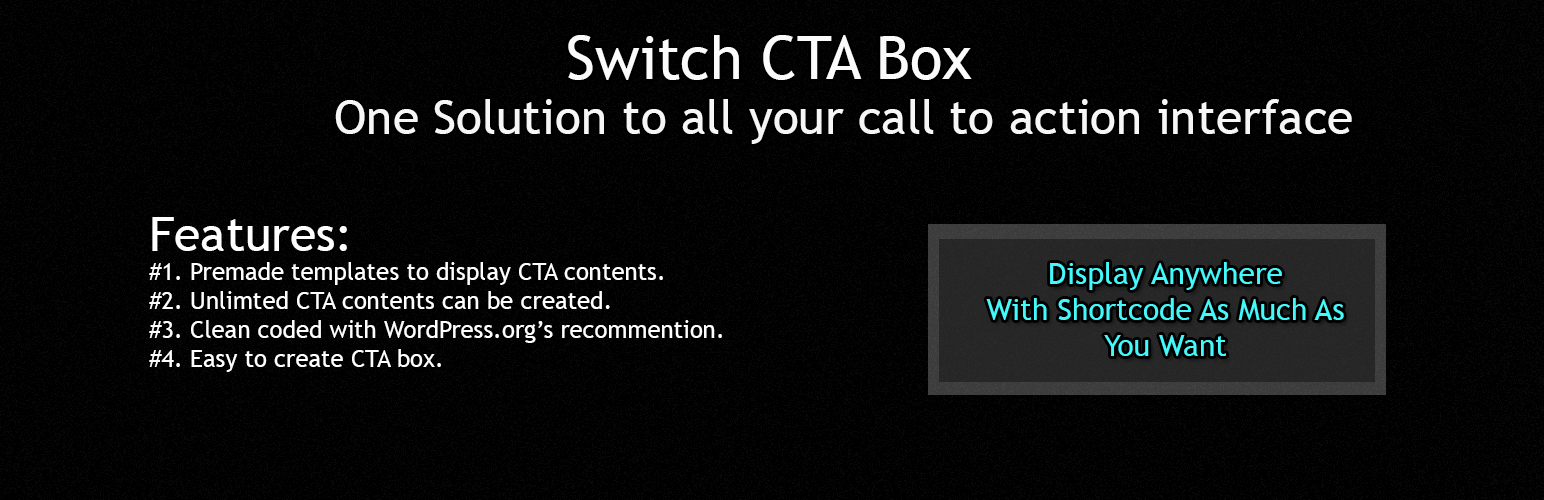 Switch CTA Box
One Solution to all your call to action interface
Features:
#1. Premade templates to display CTA contents.
#2. Unlimted CTA contents can be created.
#3. Clean coded with WordPress.org’s recommention.
#4. Easy to create CTA box.
Display Anywhere
With Shortcode As Much As
You Want